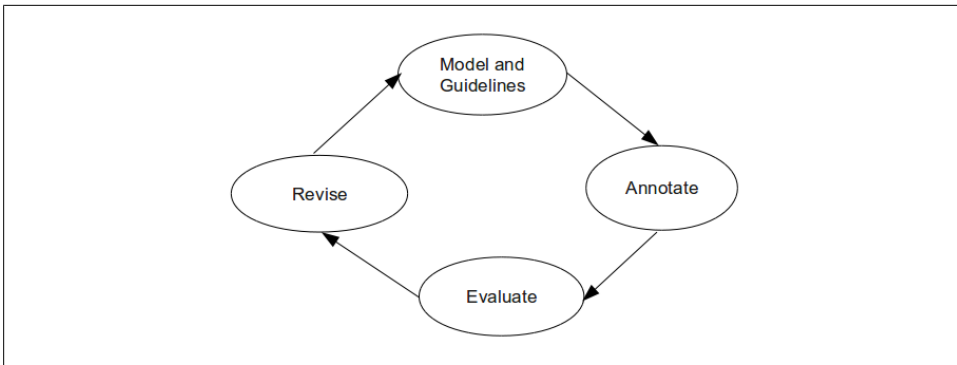 Model and
Guidelines
Annotate
Revise
Evaluate